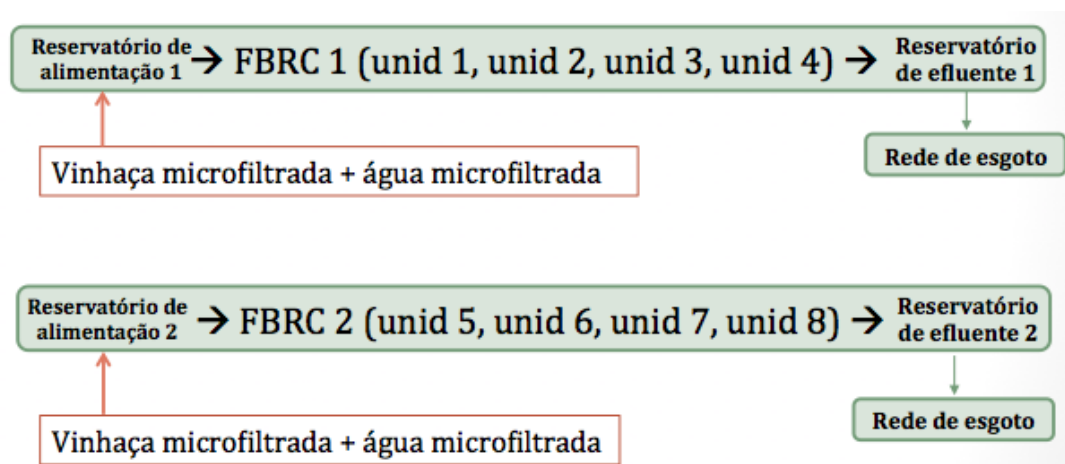 Reservatório de alimentação 1 → FBRC 1 (unid 1, unid 2, unid 3, unid 4) → Reservatório de efluente 1
Rede de esgoto
Vinhaça microfiltrada + água microfiltrada
Reservatório de alimentação 2 → FBRC 2 (unid 5, unid 6, unid 7, unid 8) → Reservatório de efluente 2
Rede de esgoto
Vinhaça microfiltrada + água microfiltrada